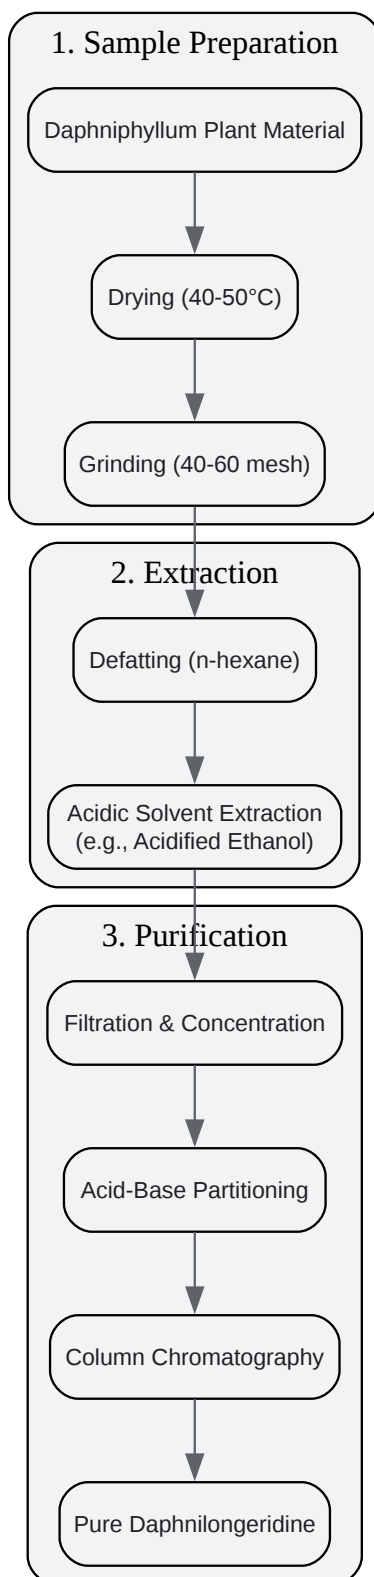 1. Sample Preparation
Daphniphyllum Plant Material
Drying (40-50°C)
Grinding (40-60 mesh)
2. Extraction
Defatting (n-hexane)
Acidic Solvent Extraction
(e.g., Acidified Ethanol)
3. Purification
Filtration & Concentration
Acid-Base Partitioning
Column Chromatography
Pure Daphnilongeridine